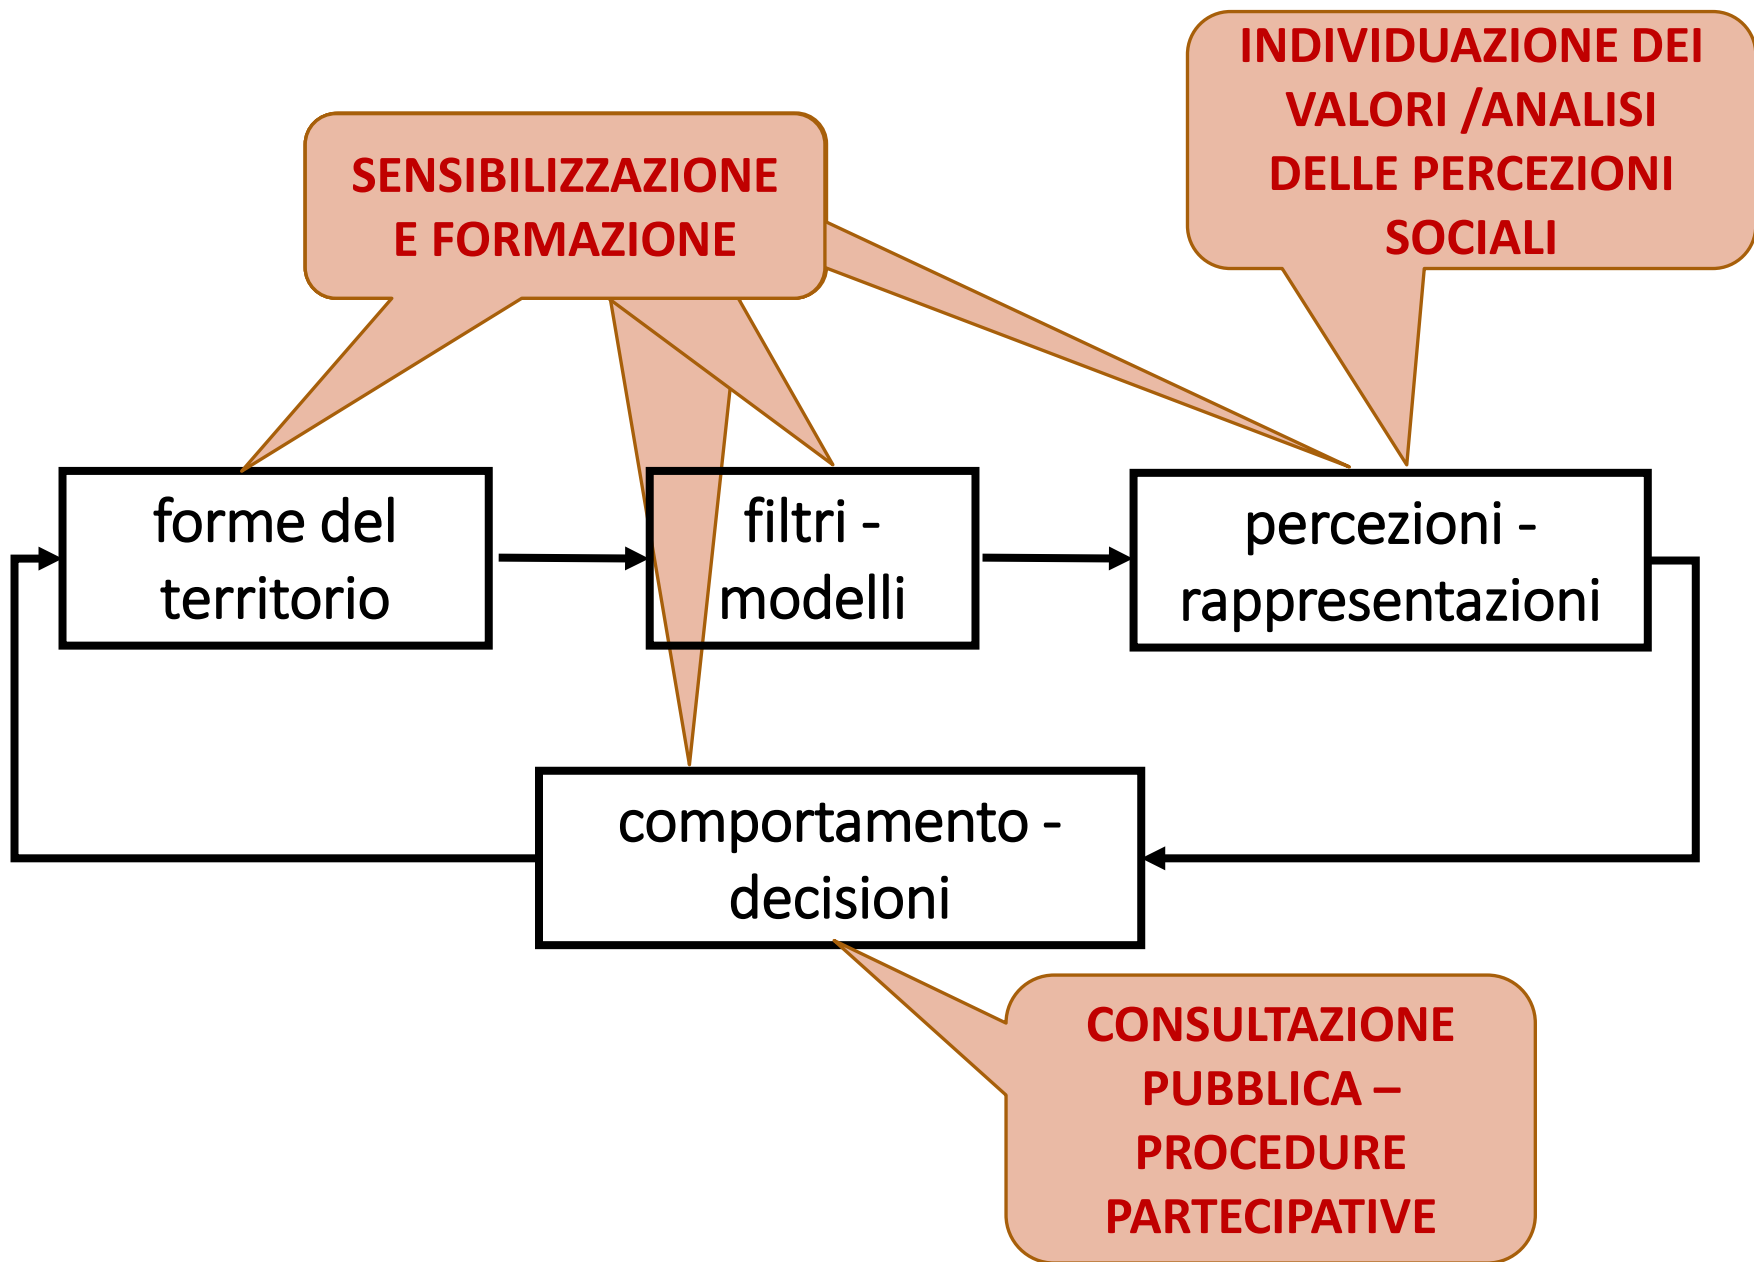 INDIVIDUAZIONE DEI
VALORI /ANALISI
DELLE PERCEZIONI
SOCIALI
SENSIBILIZZAZIONE
E FORMAZIONE
forme del
territorio
filtri -
modelli
percezioni -
rappresentazioni
comportamento -
decisioni
CONSULTAZIONE
PUBBLICA –
PROCEDURE
PARTECIPATIVE